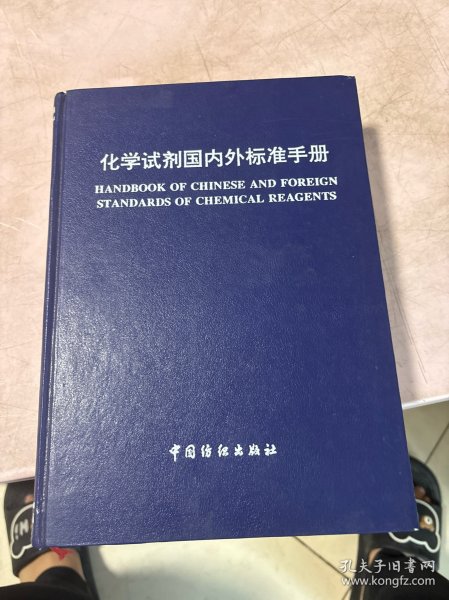 化学试剂国内外标准手册
HANDBOOK OF CHINESE AND FOREIGN
STANDARDS OF CHEMICAL REAGENTS
中国纺织出版社
孔夫子旧书网
www.kongfz.com